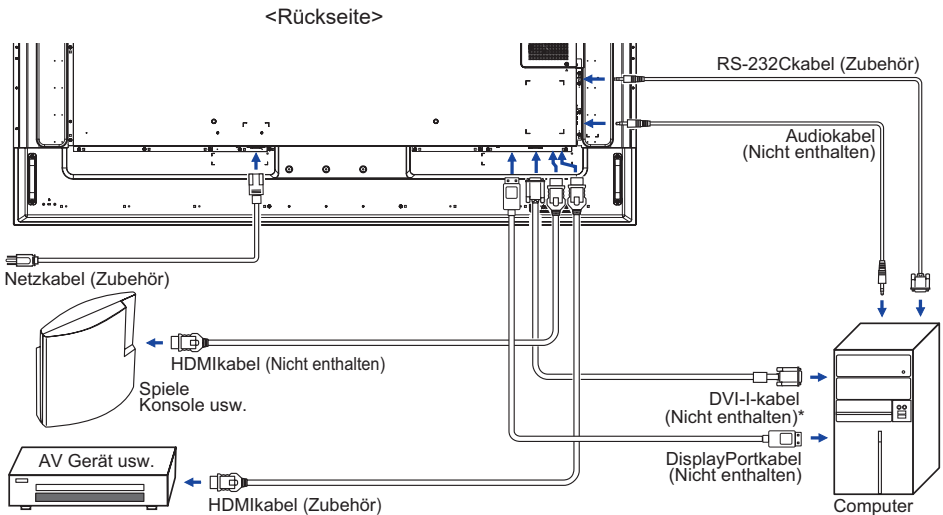 <Rückseite>
RS-232Ckabel (Zubehör)
Audiokabel
(Nicht enthalten)
Netzkabel (Zubehör)
HDMIkabel (Nicht enthalten)
Spiele
Konsole usw.
DVI-I-kabel
(Nicht enthalten)*
AV Gerät usw.
DisplayPortkabel
(Nicht enthalten)
HDMIkabel (Zubehör)
Computer